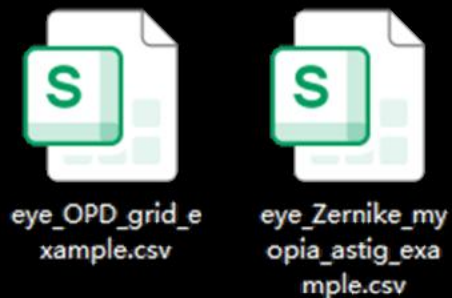 S
S
eye_OPD_grid_e
xample.csv
eye_Zernike_my
opia_astig_exa
mple.csv